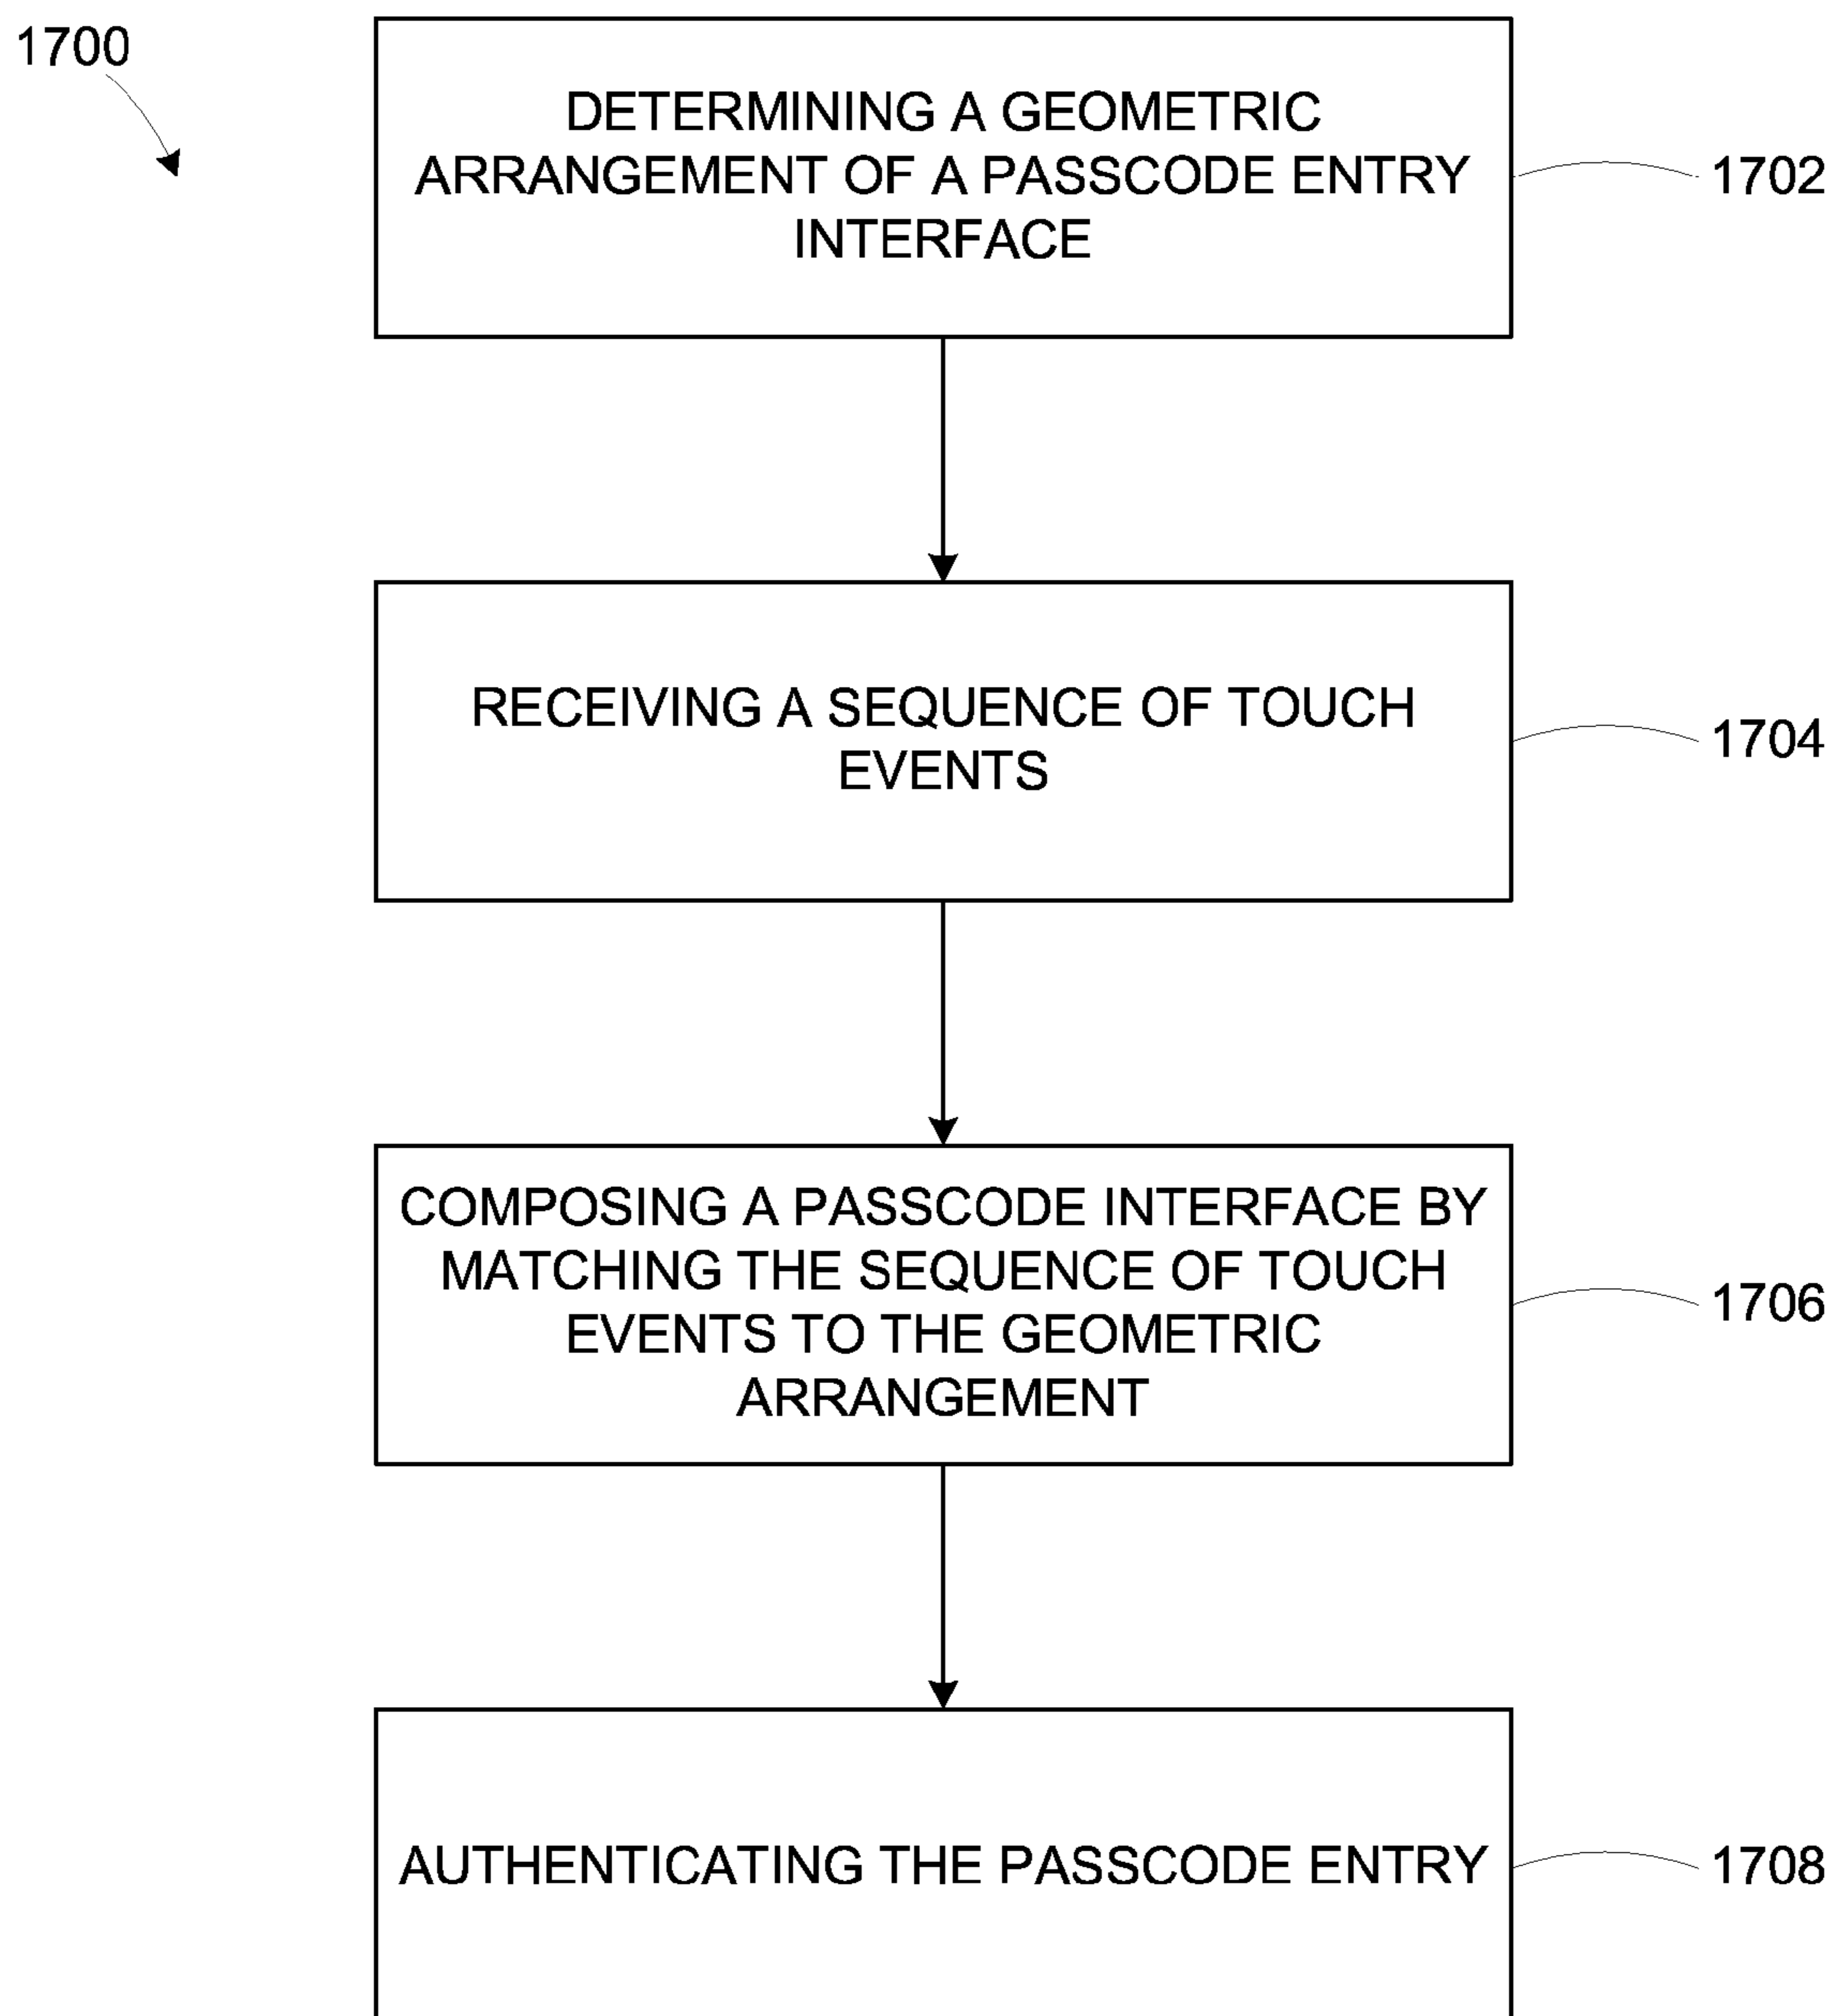 1700
DETERMINING A GEOMETRIC
ARRANGEMENT OF A PASSCODE ENTRY
INTERFACE
1702
RECEIVING A SEQUENCE OF TOUCH
EVENTS
1704
COMPOSING A PASSCODE INTERFACE BY
MATCHING THE SEQUENCE OF TOUCH
EVENTS TO THE GEOMETRIC
ARRANGEMENT
1706
AUTHENTICATING THE PASSCODE ENTRY
1708